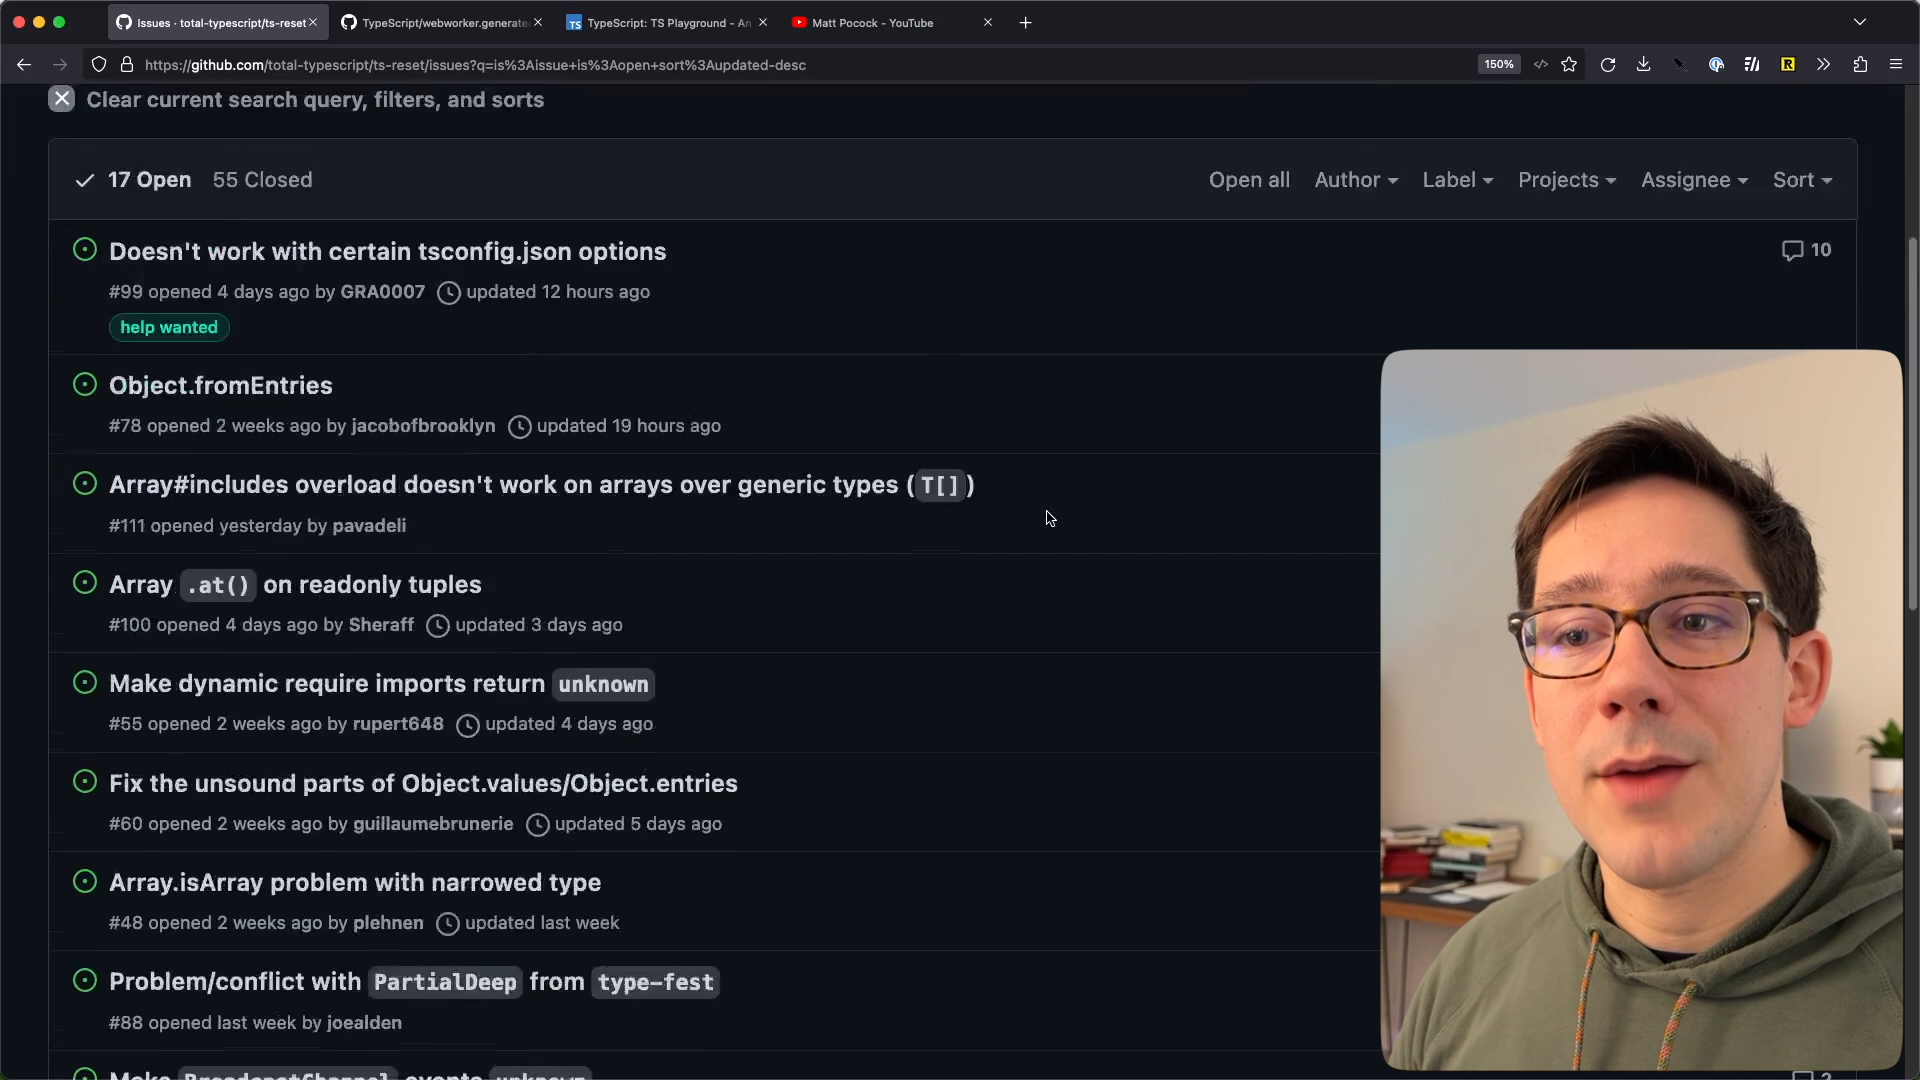 Issues · total-typescript/ts-reset
TypeScript/webworker.generate
TS TypeScript: TS Playground - An
Matt Pocock - YouTube
https://github.com/total-typescript/ts-reset/issues?q=is%3Aissue+is%3Aopen+sort%3Aupdated-desc
150%
Clear current search query, filters, and sorts
17 Open 55 Closed
Open all Author Label Projects Assignee Sort
Doesn't work with certain tsconfig.json options
10
#99 opened 4 days ago by GRA0007 updated 12 hours ago
help wanted
Object.fromEntries
#78 opened 2 weeks ago by jacobofbrooklyn updated 19 hours ago
Array#includes overload doesn't work on arrays over generic types (T[])
#111 opened yesterday by pavadeli
Array .at() on readonly tuples
#100 opened 4 days ago by Sheraff updated 3 days ago
Make dynamic require imports return unknown
#55 opened 2 weeks ago by rupert648 updated 4 days ago
Fix the unsound parts of Object.values/Object.entries
#60 opened 2 weeks ago by guillaumebrunerie updated 5 days ago
Array.isArray problem with narrowed type
#48 opened 2 weeks ago by plehnen updated last week
Problem/conflict with PartialDeep from type-fest
#88 opened last week by joealden
Make BroadcastChannel events unknown
2